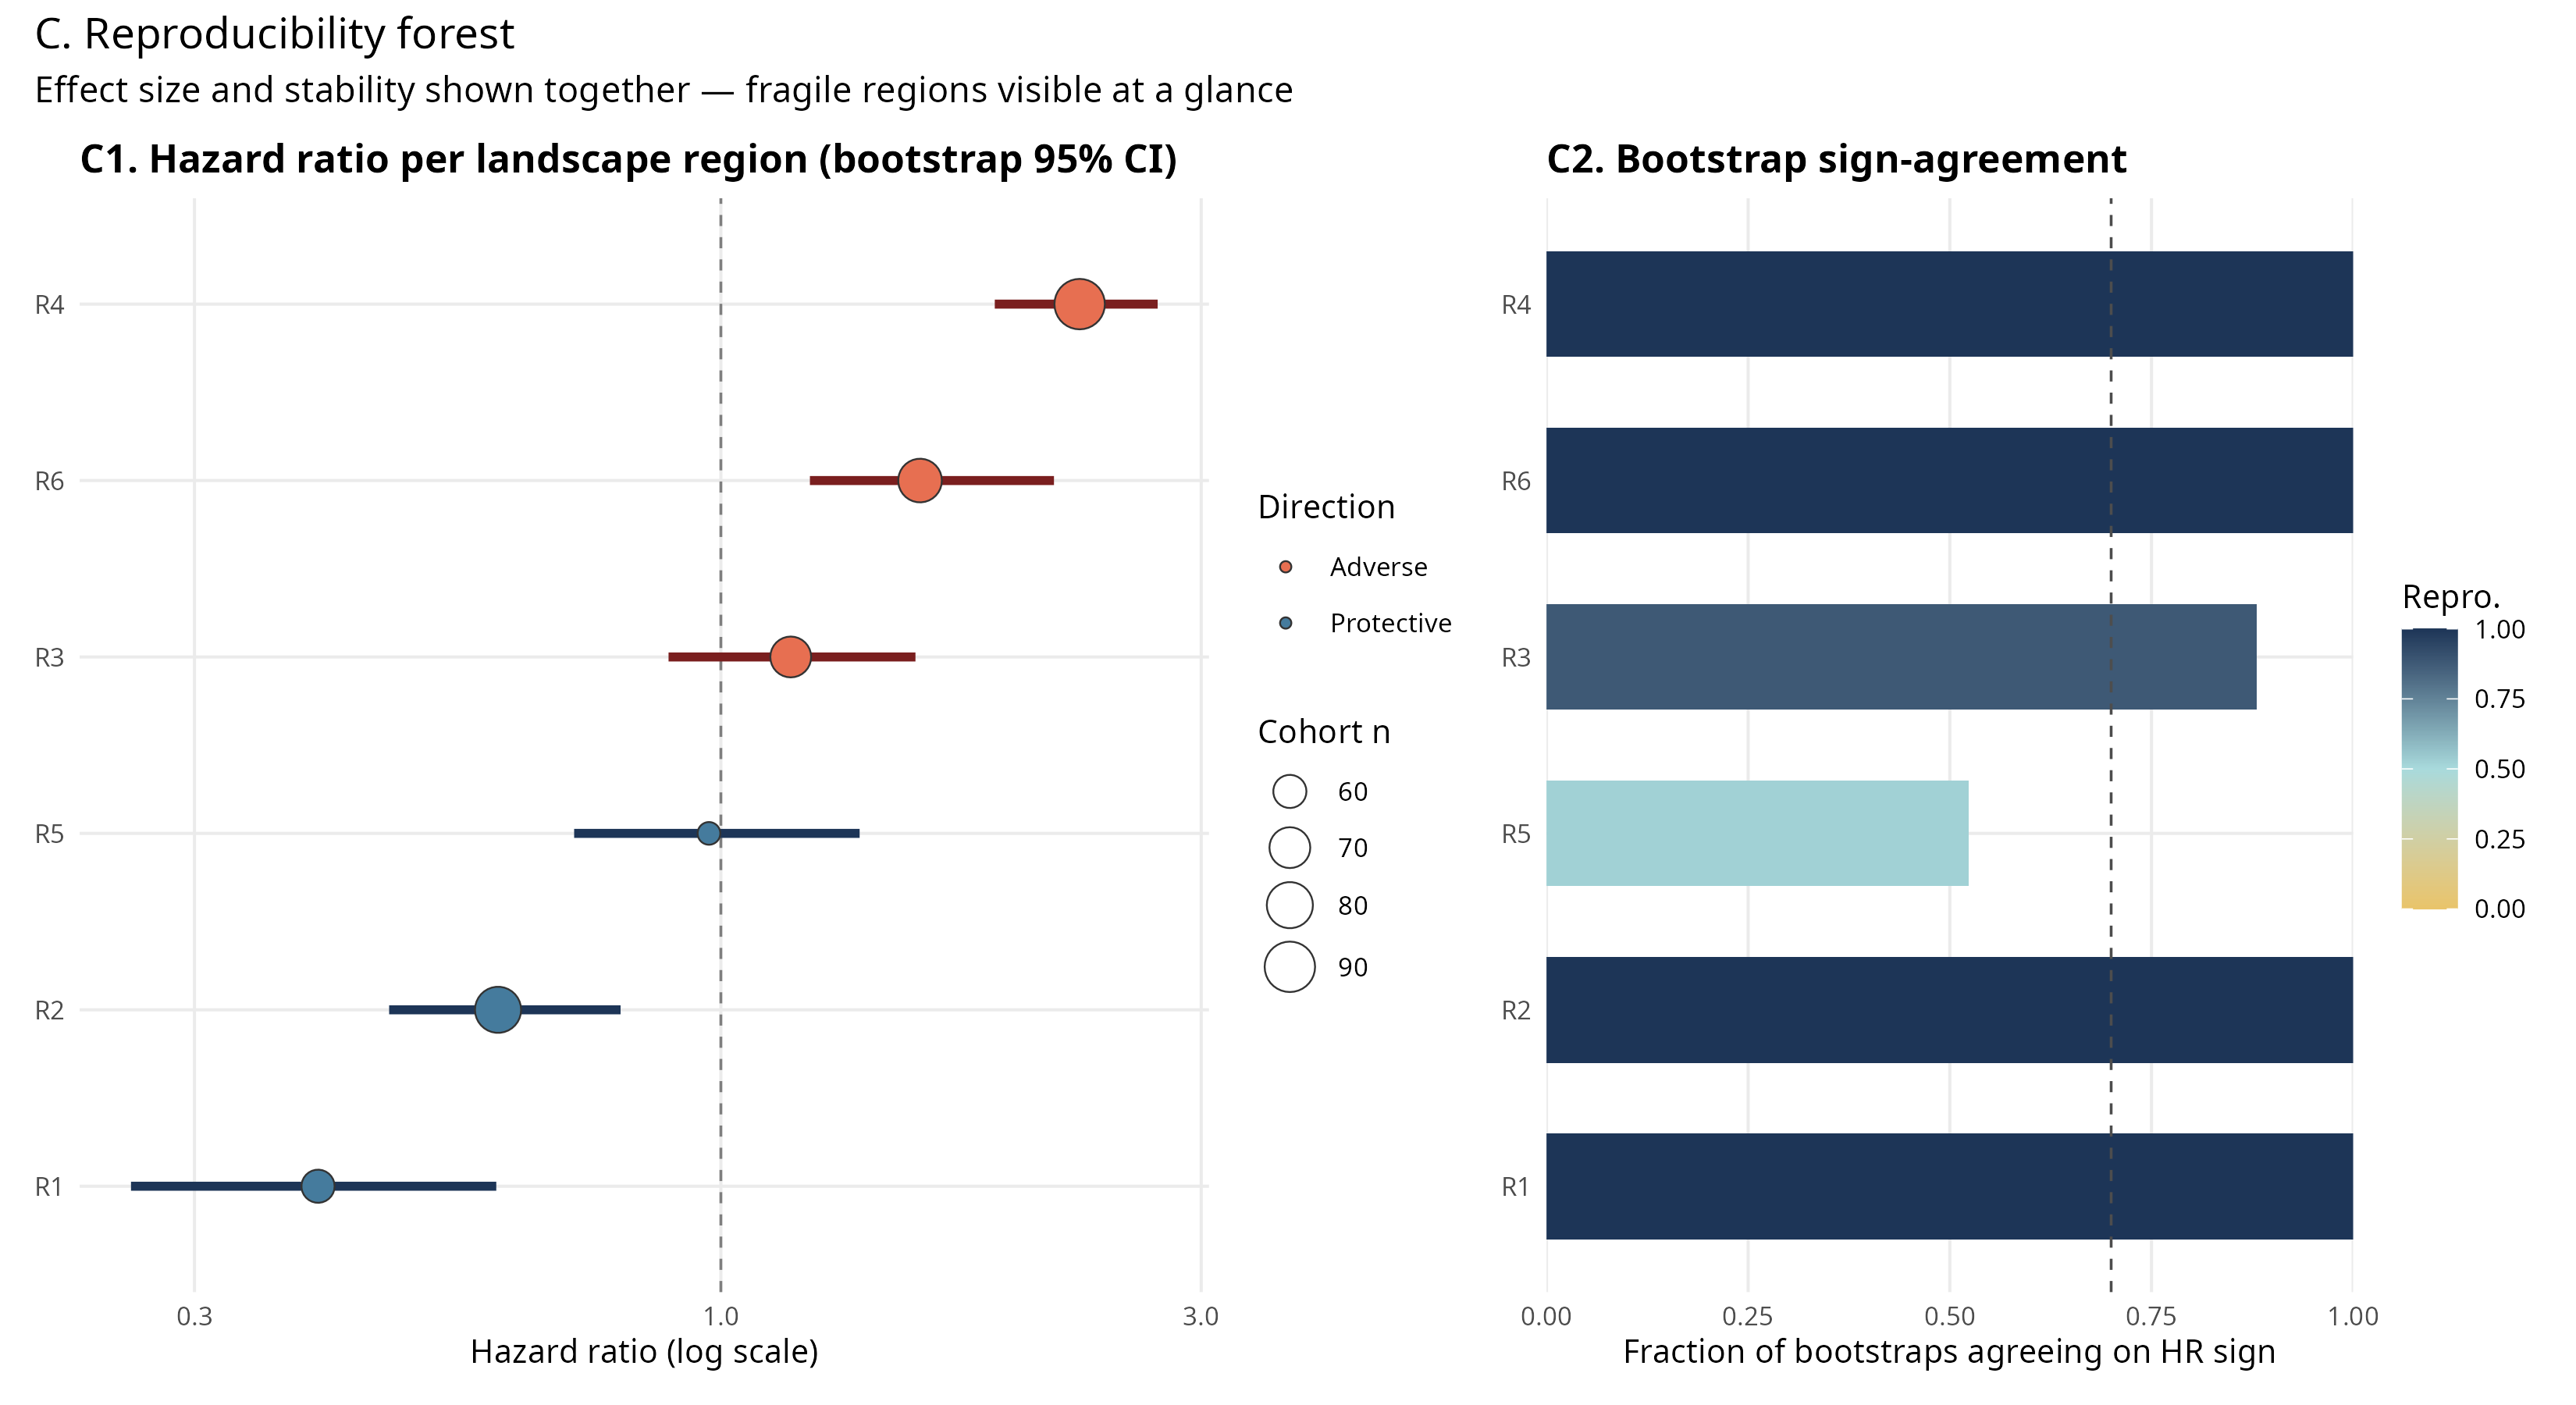 C. Reproducibility forest
Effect size and stability shown together — fragile regions visible at a glance
C1. Hazard ratio per landscape region (bootstrap 95% CI)
R4
R6
R3
R5
R2
R1
0.3
1.0
3.0
Hazard ratio (log scale)
Direction
Adverse
Protective
Cohort n
60
70
80
90
C2. Bootstrap sign-agreement
R4
R6
R3
R5
R2
R1
0.00
0.25
0.50
0.75
1.00
Fraction of bootstraps agreeing on HR sign
Repro.
1.00
0.75
0.50
0.25
0.00